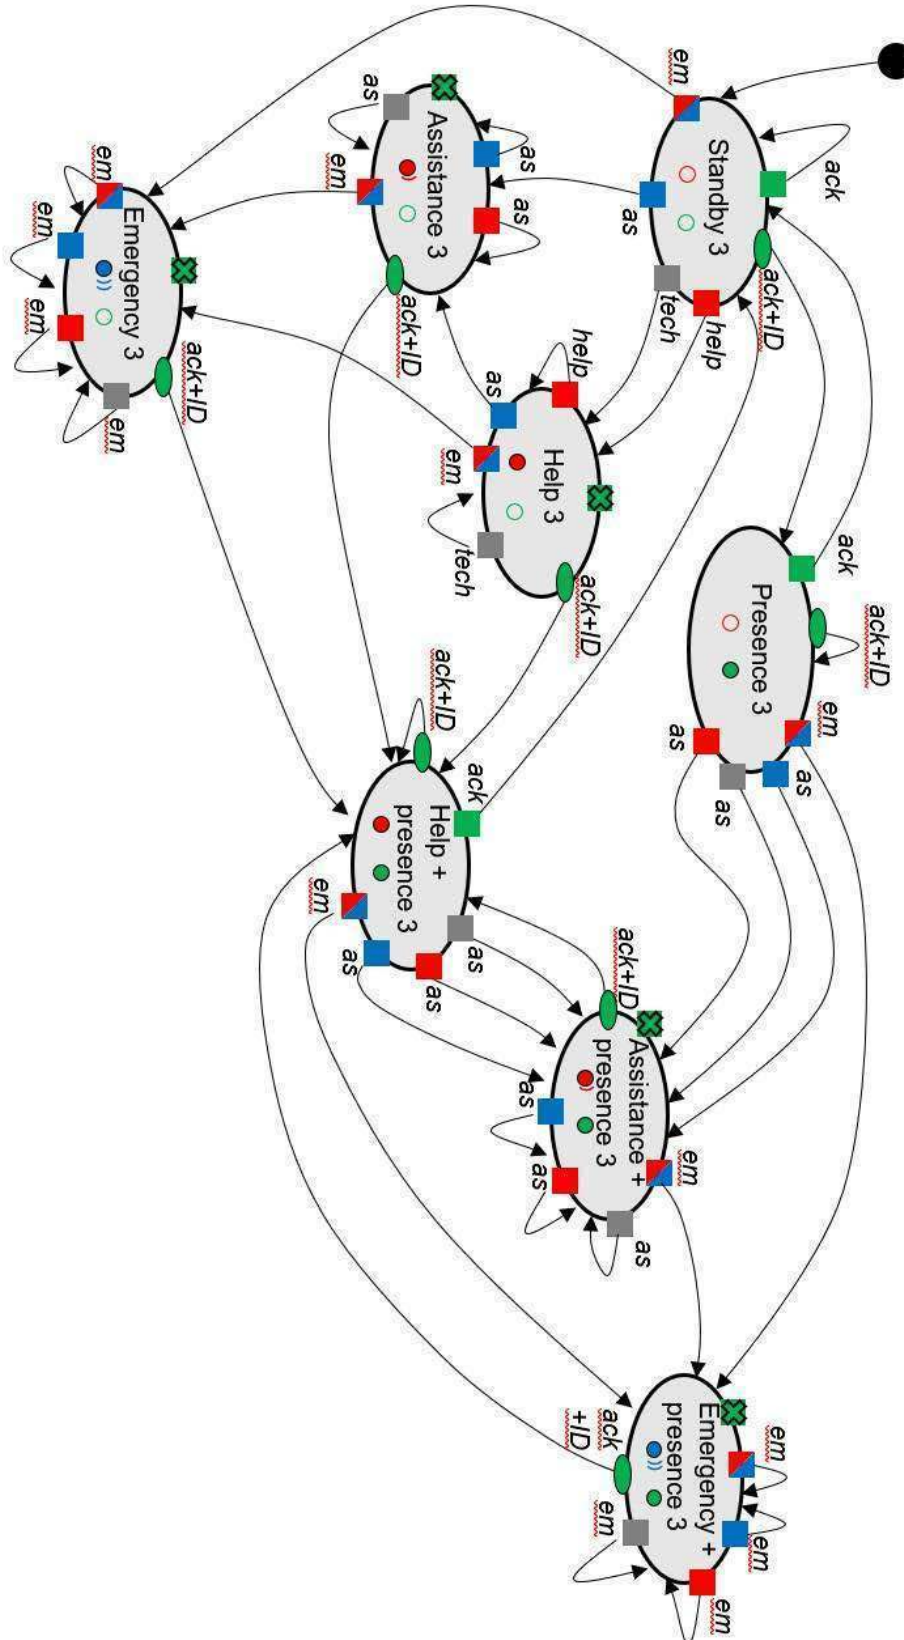 em
Standby 3
ack
as
ack+ID
tech
help
as
Assistance 3
as
as
em
ack+ID
em
Emergency 3
em
em
ack+ID
em
help
as
Help 3
em
tech
ack+ID
ack
ack+ID
Presence 3
em
as
as
as
ack+ID
ack
Help +
presence 3
em
as
as
as
ack+ID
Assistance +
presence 3
em
as
as
as
Emergency +
presence 3
em
em
em
em
ack
+ID